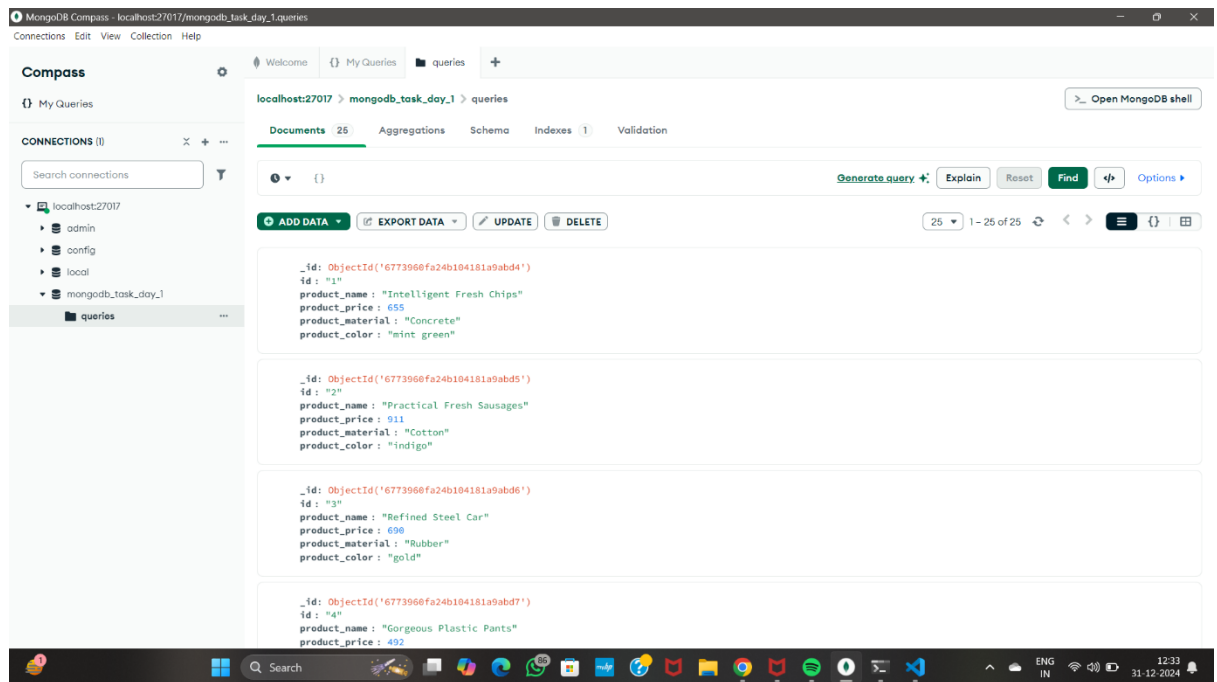 MongoDB Compass - localhost:27017/mongodb_task_day_1.queries
Connections Edit View Collection Help
Compass
{} My Queries
CONNECTIONS (1)
Search connections
localhost:27017
admin
config
local
mongodb_task_day_1
queries
Welcome {} My Queries queries
localhost:27017 > mongodb_task_day_1 > queries
>_ Open MongoDB shell
Documents 25 Aggregations Schema Indexes 1 Validation
{}
Generate query Explain Reset Find </> Options
ADD DATA EXPORT DATA UPDATE DELETE
25 1 – 25 of 25 {}
_id: ObjectId('6773960fa24b104181a9abd4')
id : "1"
product_name : "Intelligent Fresh Chips"
product_price : 655
product_material : "Concrete"
product_color : "mint green"
_id: ObjectId('6773960fa24b104181a9abd5')
id : "2"
product_name : "Practical Fresh Sausages"
product_price : 911
product_material : "Cotton"
product_color : "indigo"
_id: ObjectId('6773960fa24b104181a9abd6')
id : "3"
product_name : "Refined Steel Car"
product_price : 690
product_material : "Rubber"
product_color : "gold"
_id: ObjectId('6773960fa24b104181a9abd7')
id : "4"
product_name : "Gorgeous Plastic Pants"
product_price : 492
Search
86
ENG
IN
12:33
31-12-2024